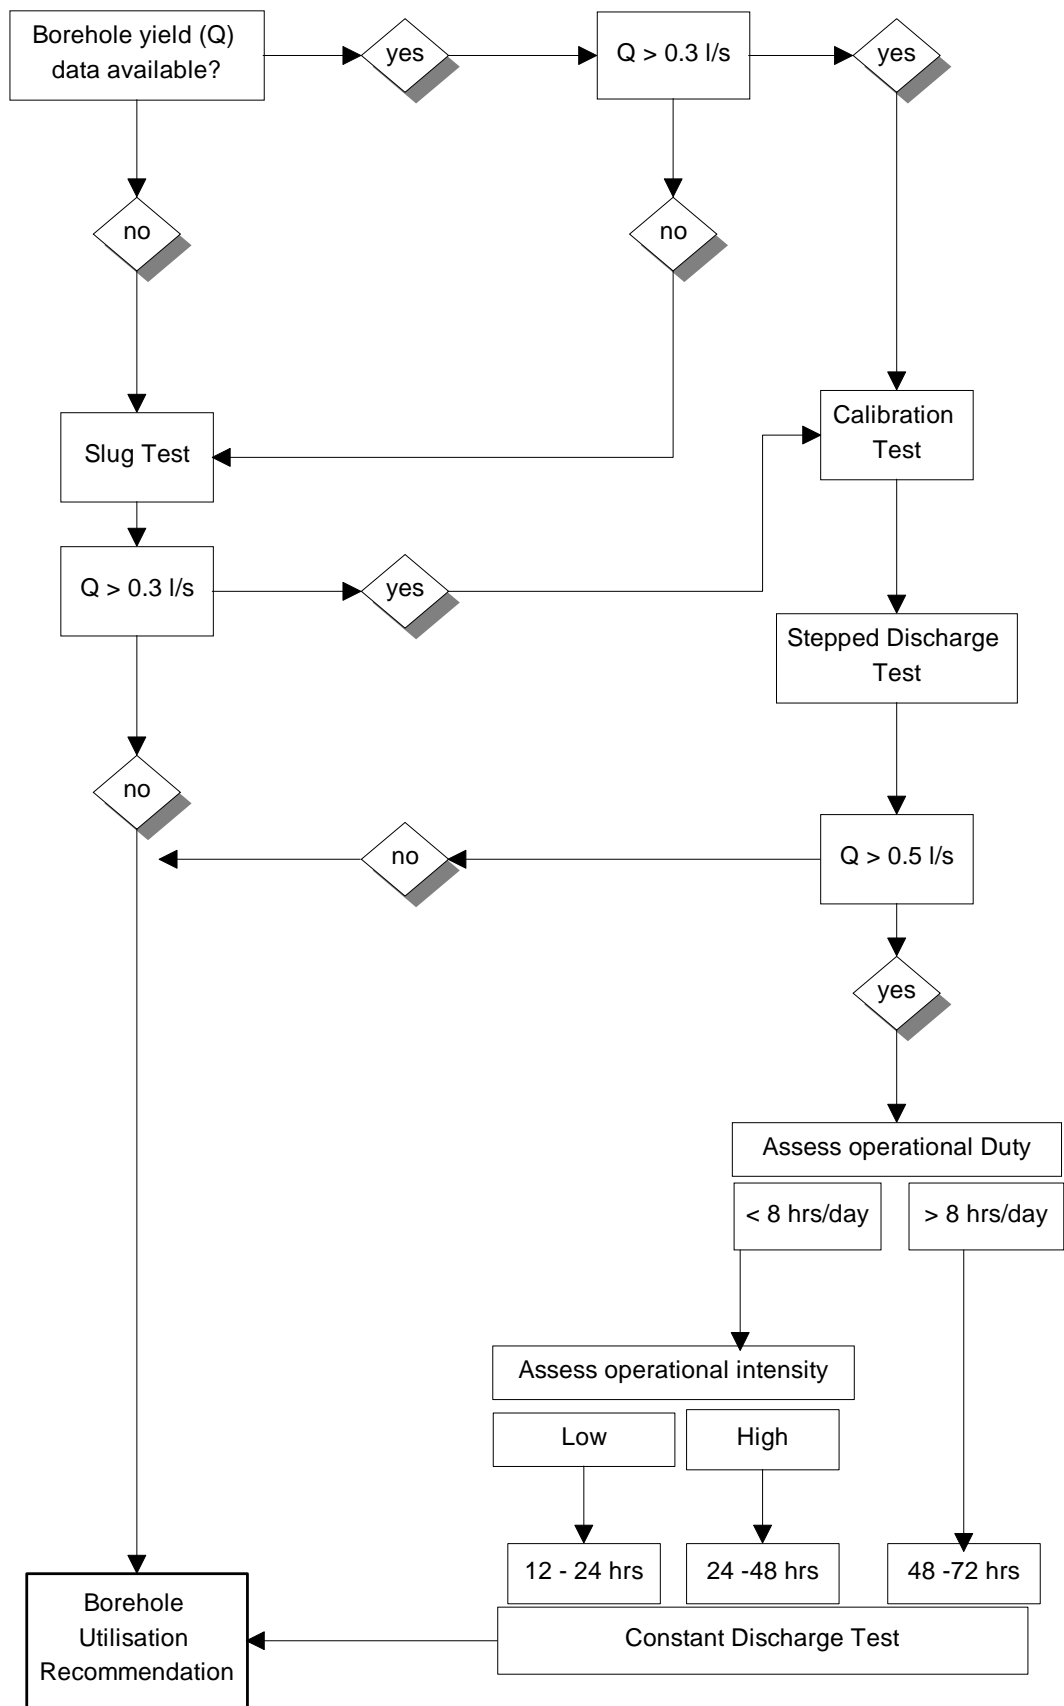 Borehole yield (Q)
data available?
yes
Q > 0.3 l/s
yes
no
no
Slug Test
Calibration
Test
Q > 0.3 l/s
yes
Stepped Discharge
Test
no
no
Q > 0.5 l/s
yes
Assess operational Duty
< 8 hrs/day
> 8 hrs/day
Assess operational intensity
Low
High
12 - 24 hrs
24 -48 hrs
48 -72 hrs
Borehole
Utilisation
Recommendation
Constant Discharge Test